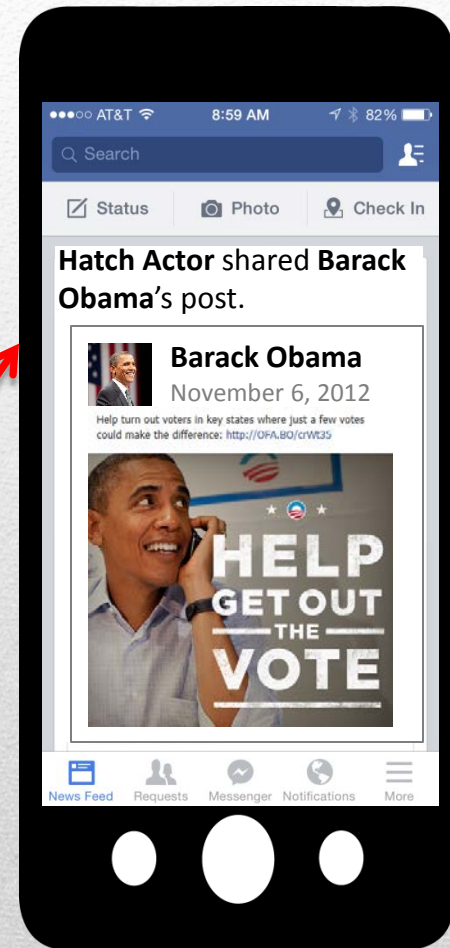 AT&T 8:59 AM 82%
Search
Status Photo Check In
Hatch Actor shared Barack
Obama's post.
Barack Obama
November 6, 2012
Help turn out voters in key states where just a few votes
could make the difference: http://OFA.BO/crWt35
HELP
GET OUT
THE
VOTE
News Feed Requests Messenger Notifications More